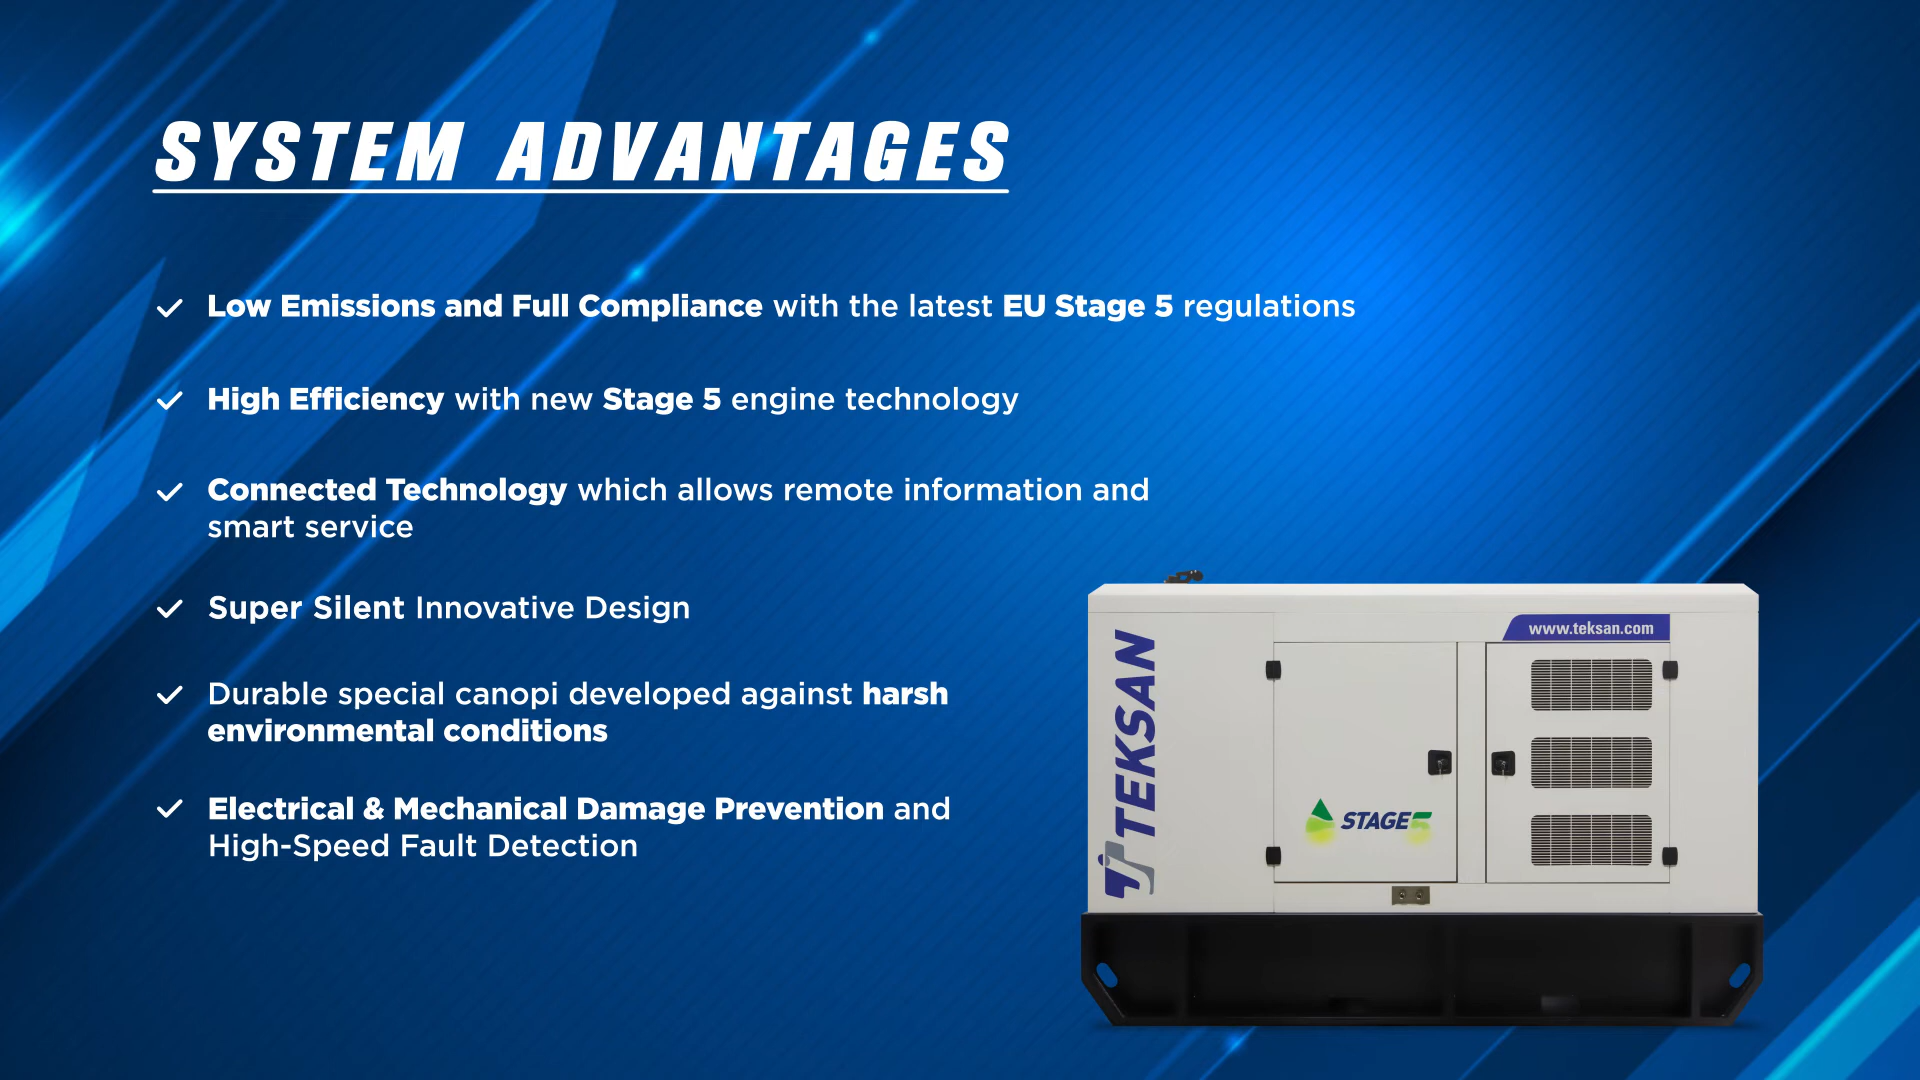 SYSTEM ADVANTAGES
Low Emissions and Full Compliance with the latest EU Stage 5 regulations
High Efficiency with new Stage 5 engine technology
Connected Technology which allows remote information and
smart service
Super Silent Innovative Design
Durable special canopi developed against harsh
environmental conditions
Electrical & Mechanical Damage Prevention and
High-Speed Fault Detection
www.teksan.com
TEKSAN
STAGE 5